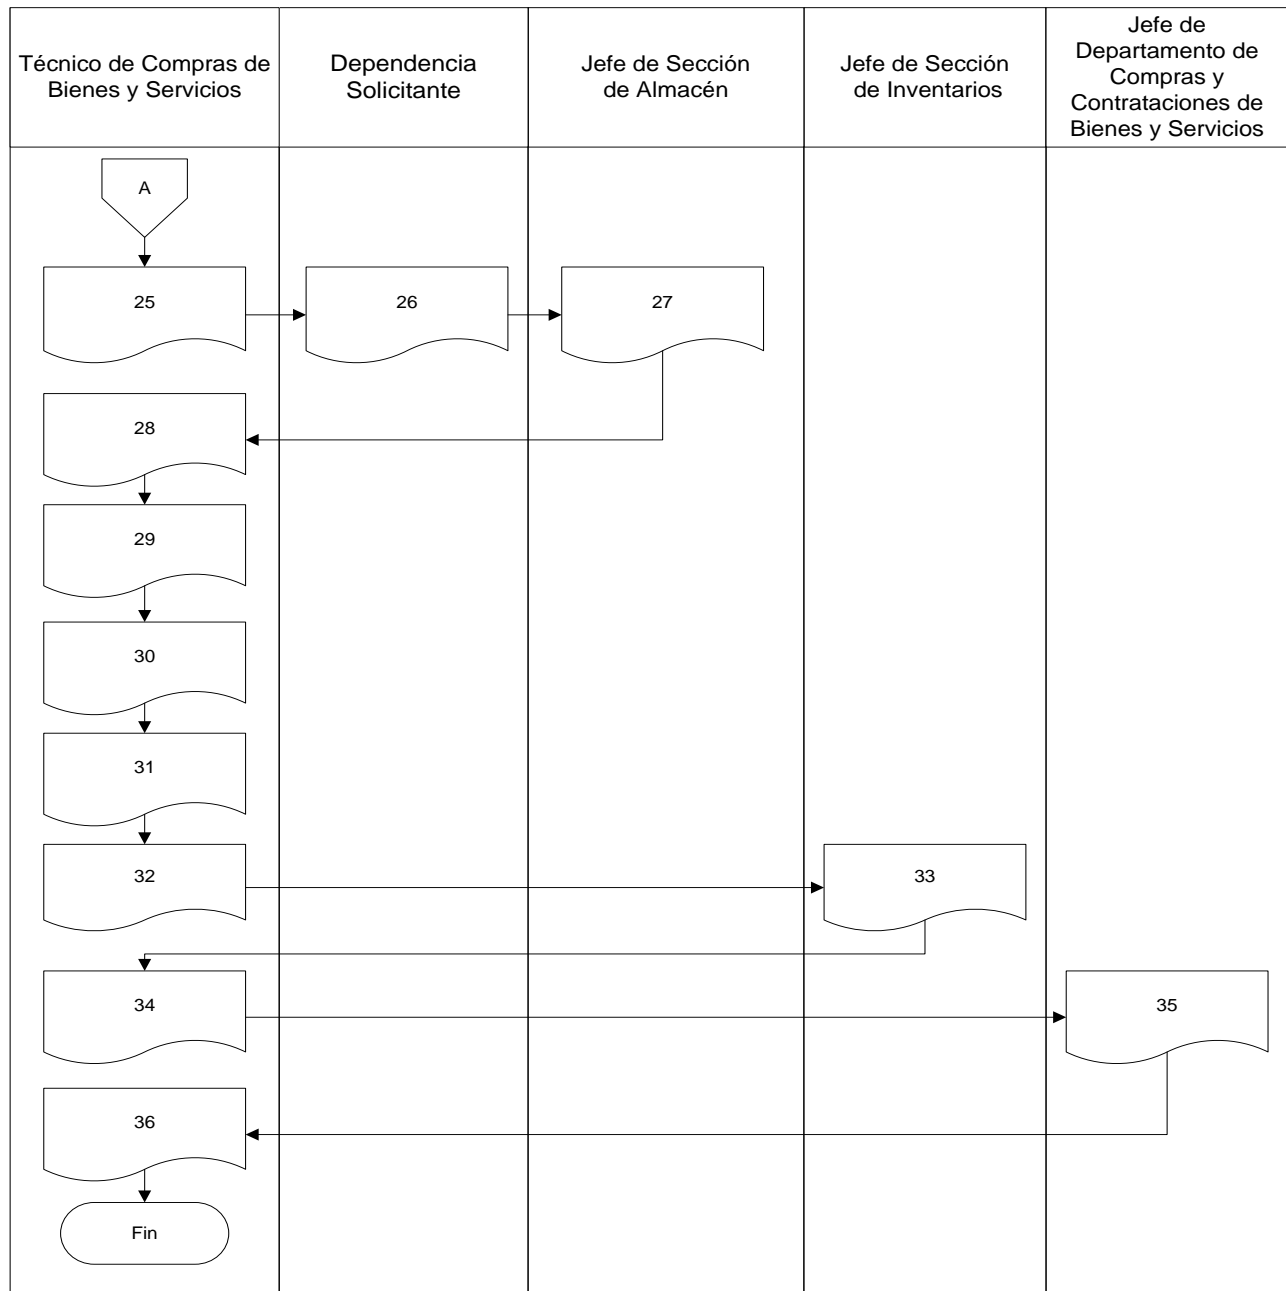 Técnico de Compras de
Bienes y Servicios
Dependencia
Solicitante
Jefe de Sección
de Almacén
Jefe de Sección
de Inventarios
Jefe de
Departamento de
Compras y
Contrataciones de
Bienes y Servicios
A
25
26
27
28
29
30
31
32
33
34
35
36
Fin